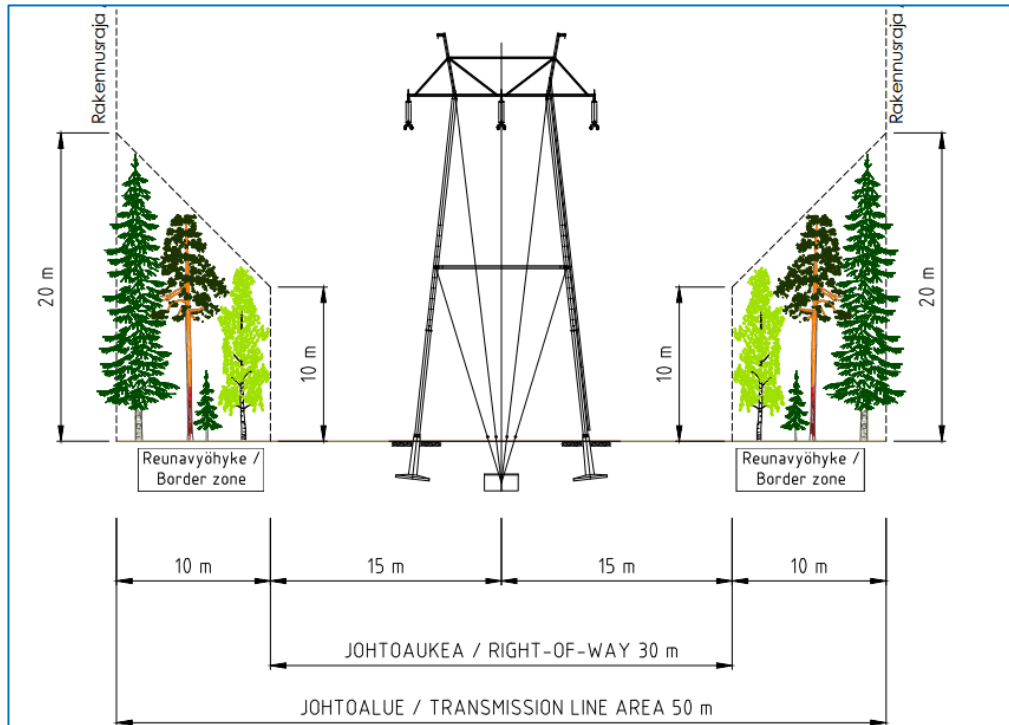 Rakennusraja /
Rakennusraja /
20 m
10 m
10 m
20 m
Reunavyöhyke /
Border zone
Reunavyöhyke /
Border zone
10 m
15 m
15 m
10 m
JOHTOAUKEA / RIGHT-OF-WAY 30 m
JOHTOALUE / TRANSMISSION LINE AREA 50 m